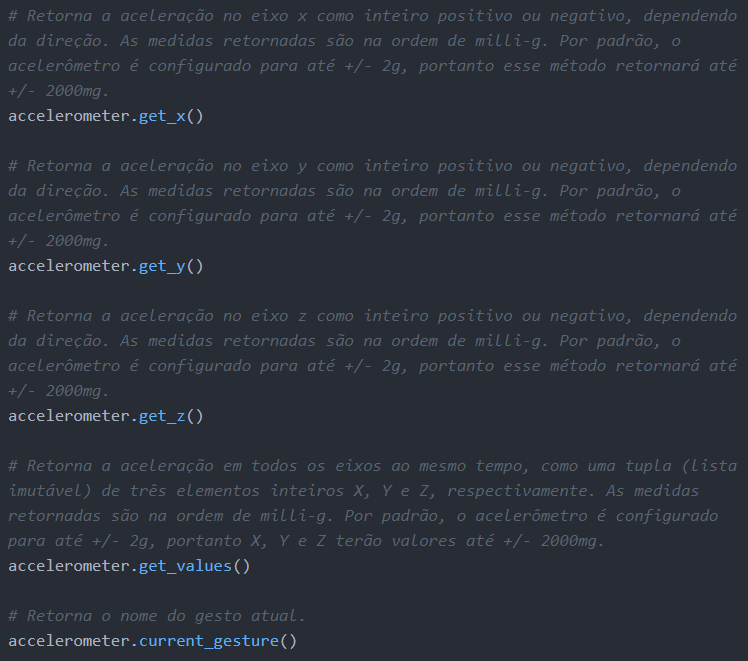 # Retorna a aceleração no eixo x como inteiro positivo ou negativo, dependendo
da direção. As medidas retornadas são na ordem de milli-g. Por padrão, o
acelerômetro é configurado para até +/- 2g, portanto esse método retornará até
+/- 2000mg.
accelerometer.get_x()
# Retorna a aceleração no eixo y como inteiro positivo ou negativo, dependendo
da direção. As medidas retornadas são na ordem de milli-g. Por padrão, o
acelerômetro é configurado para até +/- 2g, portanto esse método retornará até
+/- 2000mg.
accelerometer.get_y()
# Retorna a aceleração no eixo z como inteiro positivo ou negativo, dependendo
da direção. As medidas retornadas são na ordem de milli-g. Por padrão, o
acelerômetro é configurado para até +/- 2g, portanto esse método retornará até
+/- 2000mg.
accelerometer.get_z()
# Retorna a aceleração em todos os eixos ao mesmo tempo, como uma tupla (lista
imutável) de três elementos inteiros X, Y e Z, respectivamente. As medidas
retornadas são na ordem de milli-g. Por padrão, o acelerômetro é configurado
para até +/- 2g, portanto X, Y e Z terão valores até +/- 2000mg.
accelerometer.get_values()
# Retorna o nome do gesto atual.
accelerometer.current_gesture()